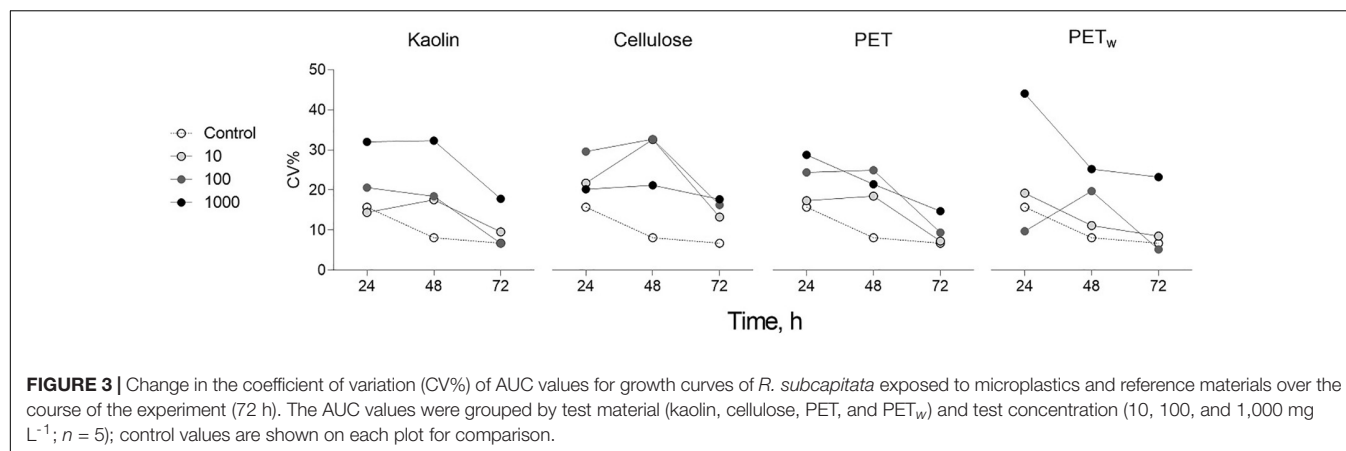 Kaolin Cellulose PET PETw
50
40
30
20
10
0
CV%
Control
10
100
1000
24 48 72 24 48 72 24 48 72 24 48 72
Time, h
FIGURE 3 | Change in the coefficient of variation (CV%) of AUC values for growth curves of R. subcapitata exposed to microplastics and reference materials over the
course of the experiment (72 h). The AUC values were grouped by test material (kaolin, cellulose, PET, and PETw) and test concentration (10, 100, and 1,000 mg
L-1; n = 5); control values are shown on each plot for comparison.